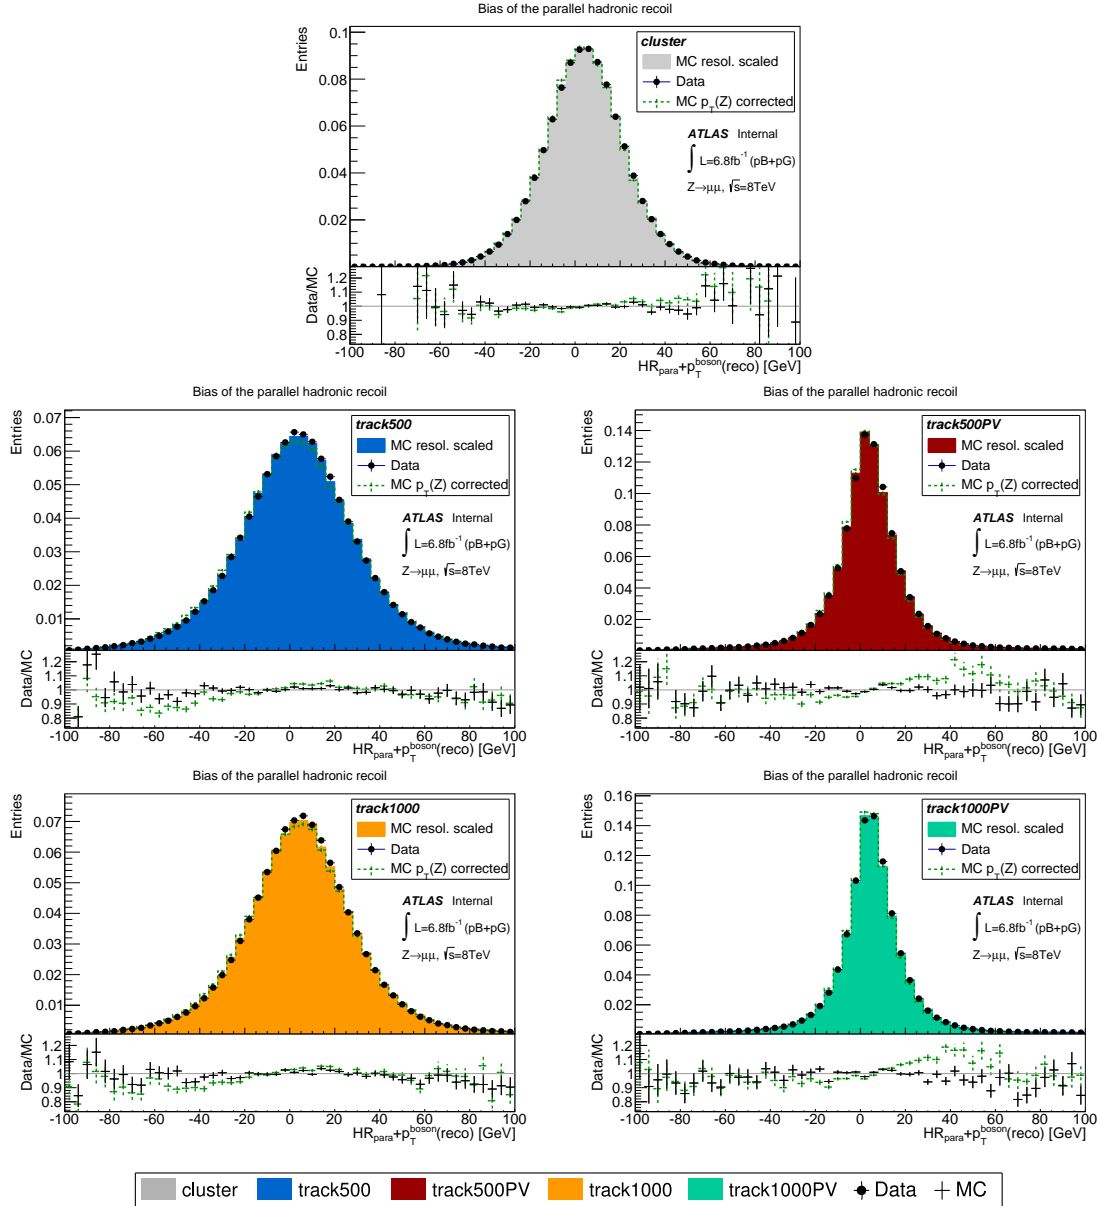 Bias of the parallel hadronic recoil
Entries
0.1
0.08
0.06
0.04
0.02
cluster
MC resol. scaled
Data
MC p_T(Z) corrected
ATLAS Internal
∫ L=6.8fb⁻¹(pB+pG)
Z→μμ, √s=8TeV
Data/MC
1.2
1.1
1
0.9
0.8
-100 -80 -60 -40 -20 0 20 40 60 80 100
HR_para+p_T^boson(reco) [GeV]
Bias of the parallel hadronic recoil
Entries
0.07
0.06
0.05
0.04
0.03
0.02
0.01
track500
MC resol. scaled
Data
MC p_T(Z) corrected
ATLAS Internal
∫ L=6.8fb⁻¹(pB+pG)
Z→μμ, √s=8TeV
Data/MC
1.2
1.1
1
0.9
0.8
-100 -80 -60 -40 -20 0 20 40 60 80 100
HR_para+p_T^boson(reco) [GeV]
Bias of the parallel hadronic recoil
Entries
0.14
0.12
0.1
0.08
0.06
0.04
0.02
track500PV
MC resol. scaled
Data
MC p_T(Z) corrected
ATLAS Internal
∫ L=6.8fb⁻¹(pB+pG)
Z→μμ, √s=8TeV
Data/MC
1.2
1.1
1
0.9
0.8
-100 -80 -60 -40 -20 0 20 40 60 80 100
HR_para+p_T^boson(reco) [GeV]
Bias of the parallel hadronic recoil
Entries
0.07
0.06
0.05
0.04
0.03
0.02
0.01
track1000
MC resol. scaled
Data
MC p_T(Z) corrected
ATLAS Internal
∫ L=6.8fb⁻¹(pB+pG)
Z→μμ, √s=8TeV
Data/MC
1.2
1.1
1
0.9
0.8
-100 -80 -60 -40 -20 0 20 40 60 80 100
HR_para+p_T^boson(reco) [GeV]
Bias of the parallel hadronic recoil
Entries
0.16
0.14
0.12
0.1
0.08
0.06
0.04
0.02
track1000PV
MC resol. scaled
Data
MC p_T(Z) corrected
ATLAS Internal
∫ L=6.8fb⁻¹(pB+pG)
Z→μμ, √s=8TeV
Data/MC
1.2
1.1
1
0.9
0.8
-100 -80 -60 -40 -20 0 20 40 60 80 100
HR_para+p_T^boson(reco) [GeV]
cluster track500 track500PV track1000 track1000PV Data MC